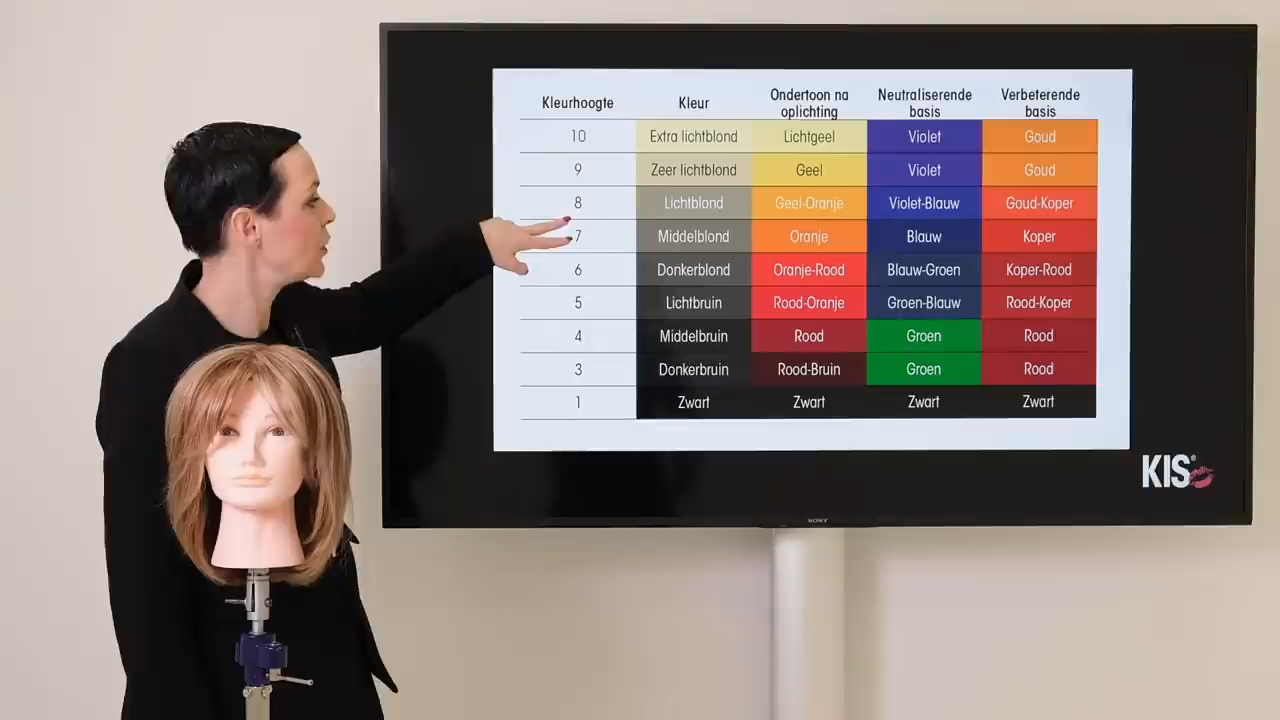 Kleurhoogte Kleur Ondertoon na oplichting Neutraliserende basis Verbeterende basis
10 Extra lichtblond Lichtgeel Violet Goud
9 Zeer lichtblond Geel Violet Goud
8 Lichtblond Geel-Oranje Violet-Blauw Goud-Koper
7 Middelblond Oranje Blauw Koper
6 Donkerblond Oranje-Rood Blauw-Groen Koper-Rood
5 Lichtbruin Rood-Oranje Groen-Blauw Rood-Koper
4 Middelbruin Rood Groen Rood
3 Donkerbruin Rood-Bruin Groen Rood
1 Zwart Zwart Zwart Zwart
KIS®
SONY